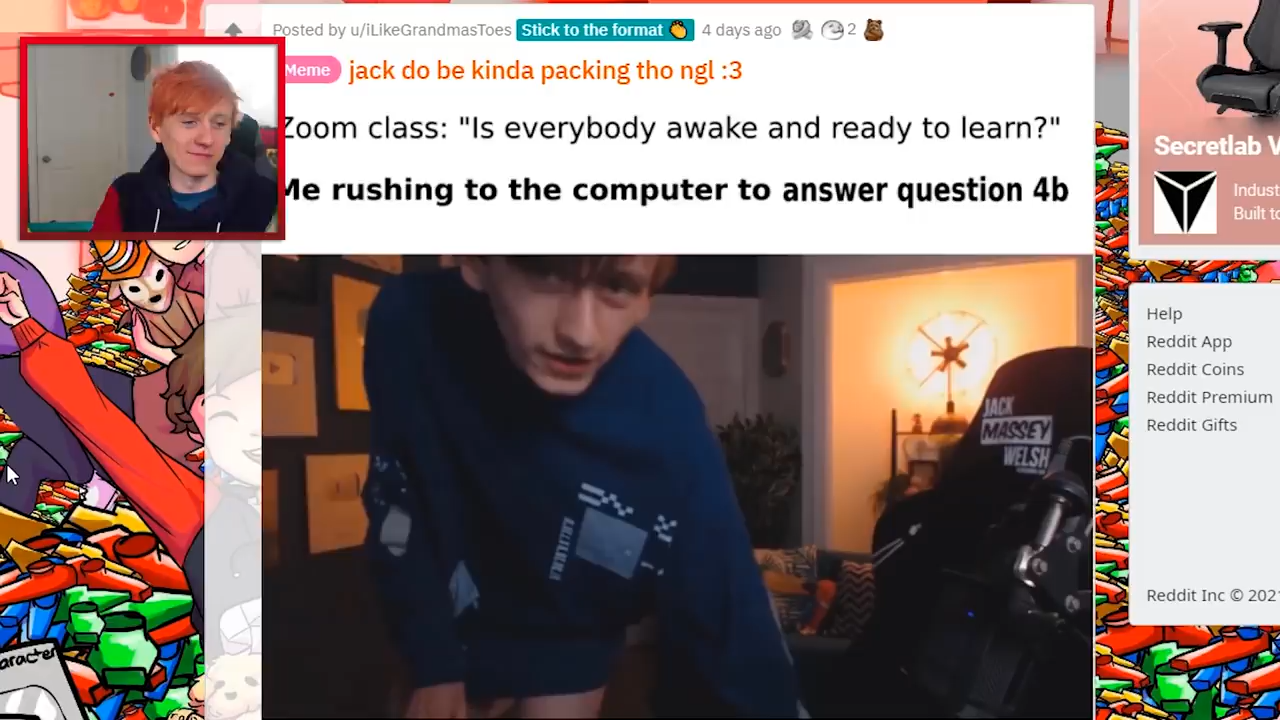 Posted by u/iLikeGrandmasToes Stick to the format 4 days ago 2
Meme jack do be kinda packing tho ngl :3
Zoom class: "Is everybody awake and ready to learn?"
Me rushing to the computer to answer question 4b
JACK
MASSEY
WELSH
Secretlab
Help
Reddit App
Reddit Coins
Reddit Premium
Reddit Gifts
Reddit Inc © 2021